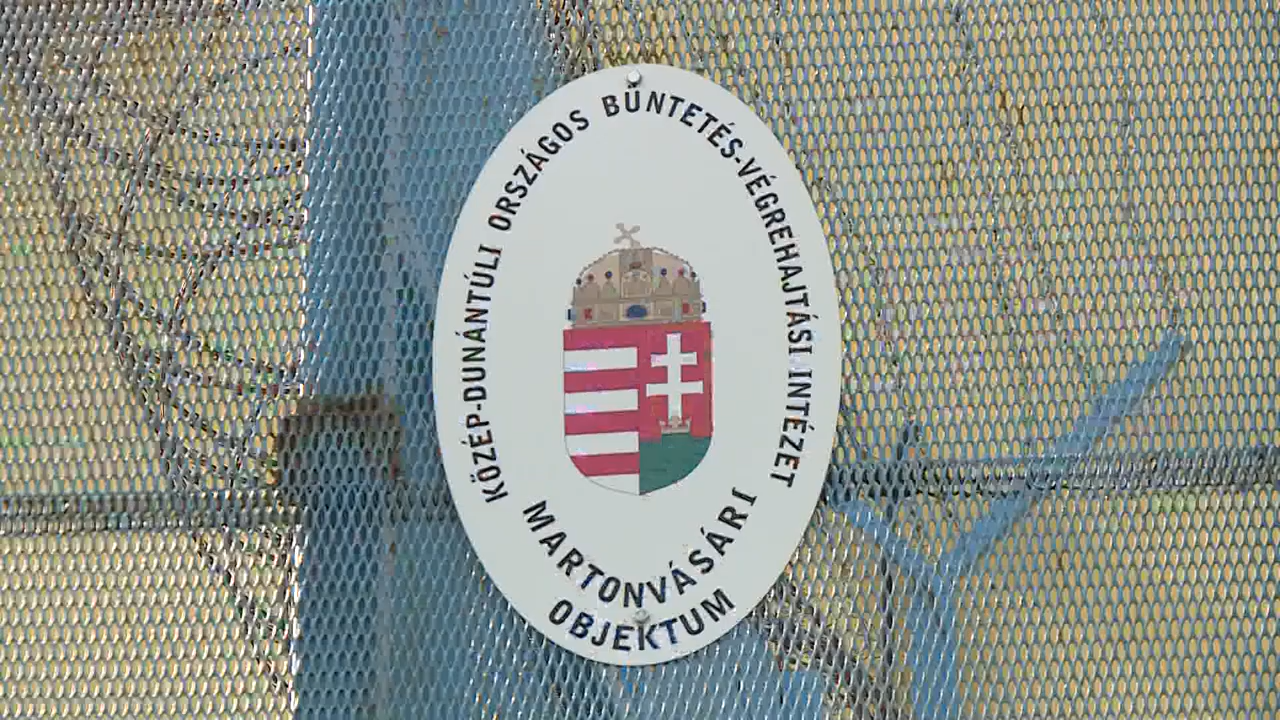 KÖZÉP-DUNÁNTÚLI ORSZÁGOS BÜNTETÉS-VÉGREHAJTÁSI INTÉZET
MARTONVÁSÁRI
OBJEKTUM